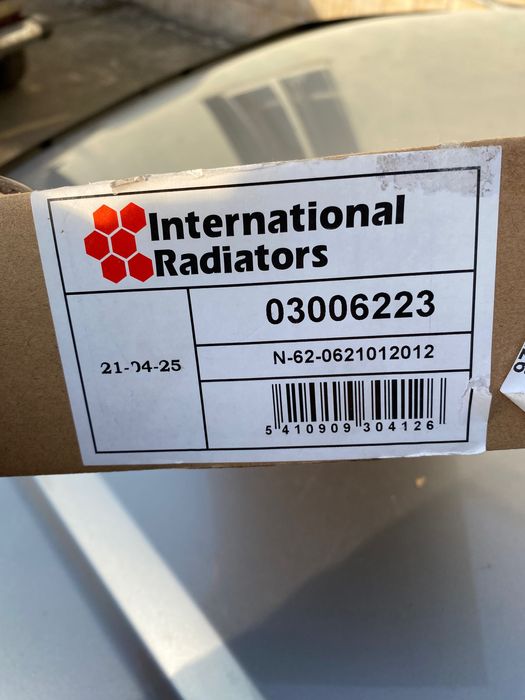 International
Radiators
03006223
21-04-25
N-62-0621012012
5 410909 304126